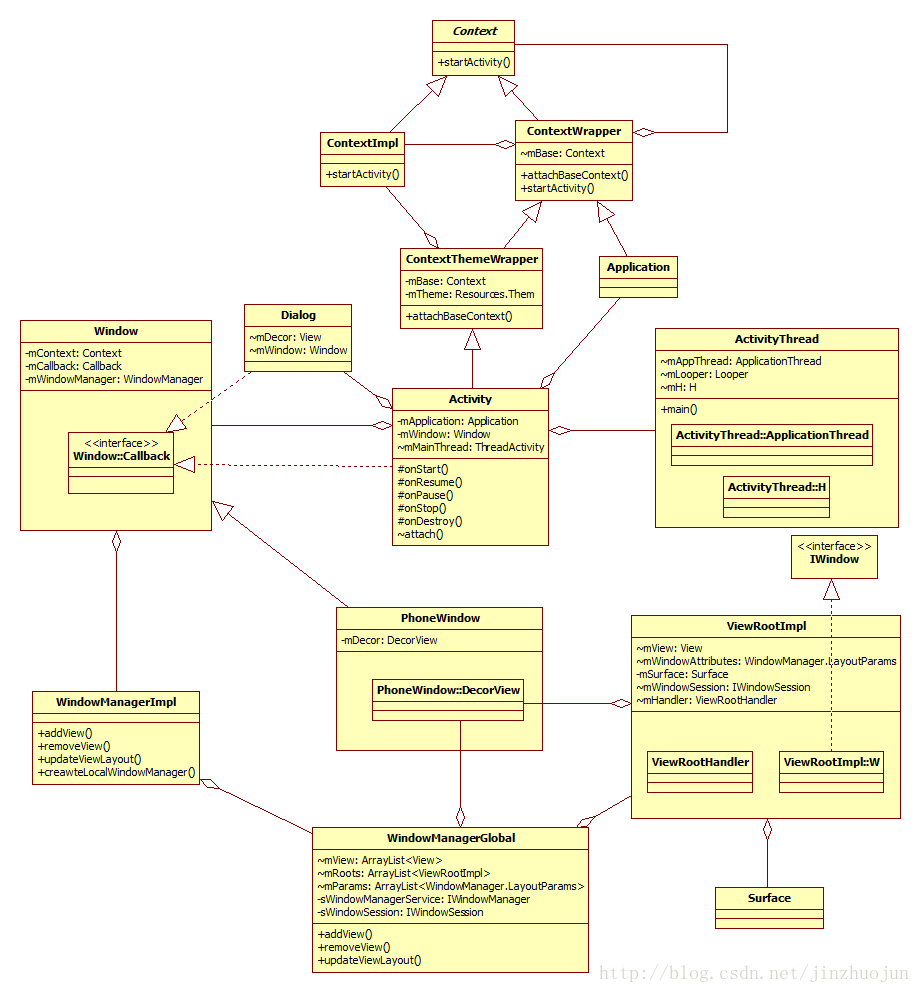 Context
+startActivity()
ContextImpl
+startActivity()
ContextWrapper
~mBase: Context
+attachBaseContext()
+startActivity()
ContextThemeWrapper
-mBase: Context
-mTheme: Resources.Them
+attachBaseContext()
Application
Window
-mContext: Context
-mCallback: Callback
-mWindowManager: WindowManager
<<interface>>
Window::Callback
Dialog
~mDecor: View
~mWindow: Window
Activity
-mApplication: Application
-mWindow: Window
~mMainThread: ThreadActivity
#onStart()
#onResume()
#onPause()
#onStop()
#onDestroy()
~attach()
ActivityThread
~mAppThread: ApplicationThread
~mLooper: Looper
~mH: H
+main()
ActivityThread::ApplicationThread
ActivityThread::H
<<interface>>
IWindow
PhoneWindow
-mDecor: DecorView
PhoneWindow::DecorView
ViewRootImpl
~mView: View
~mWindowAttributes: WindowManager.LayoutParams
-mSurface: Surface
~mWindowSession: IWindowSession
~mHandler: ViewRootHandler
ViewRootHandler
ViewRootImpl::W
WindowManagerImpl
+addView()
+removeView()
+updateViewLayout()
+creawteLocalWindowManager()
WindowManagerGlobal
~mView: ArrayList<View>
~mRoots: ArrayList<ViewRootImpl>
~mParams: ArrayList<WindowManager.LayoutParams>
-sWindowManagerService: IWindowManager
-sWindowSession: IWindowSession
+addView()
+removeView()
+updateViewLayout()
Surface
http://blog.csdn.net/jinzhuojun